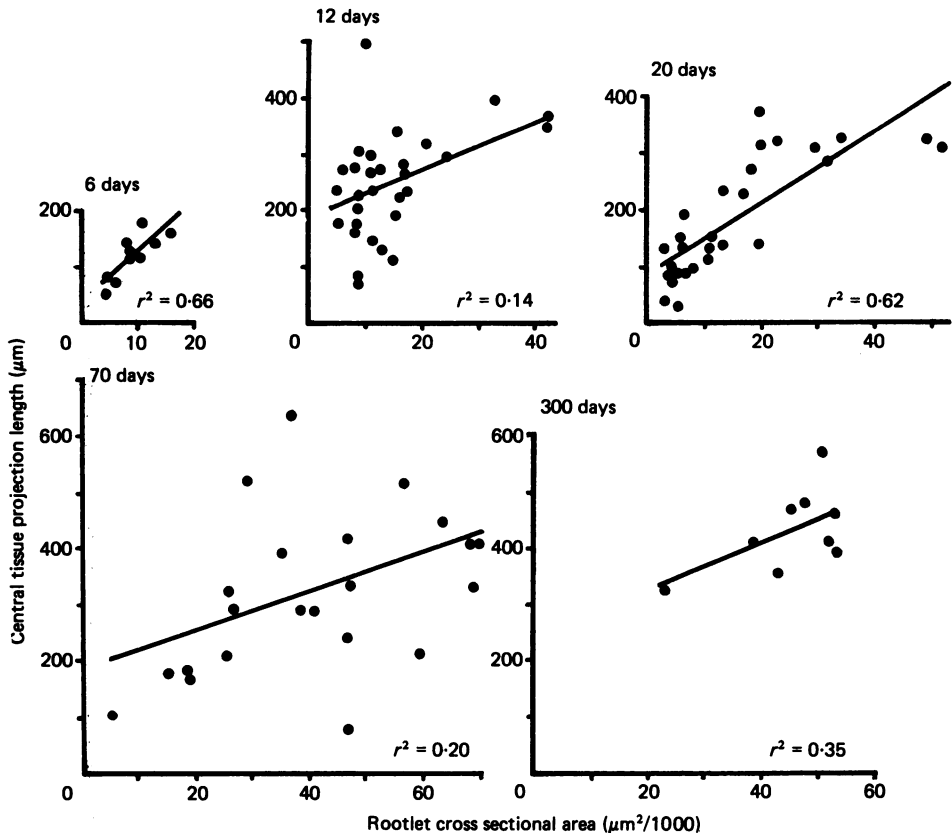 12 days
400
200
r² = 0·14
0
20
40
20 days
400
200
r² = 0·62
0
20
40
6 days
200
r² = 0·66
0
10
20
Central tissue projection length (μm)
70 days
600
400
200
r² = 0·20
0
20
40
60
300 days
600
400
200
r² = 0·35
0
20
40
60
Rootlet cross sectional area (μm²/1000)